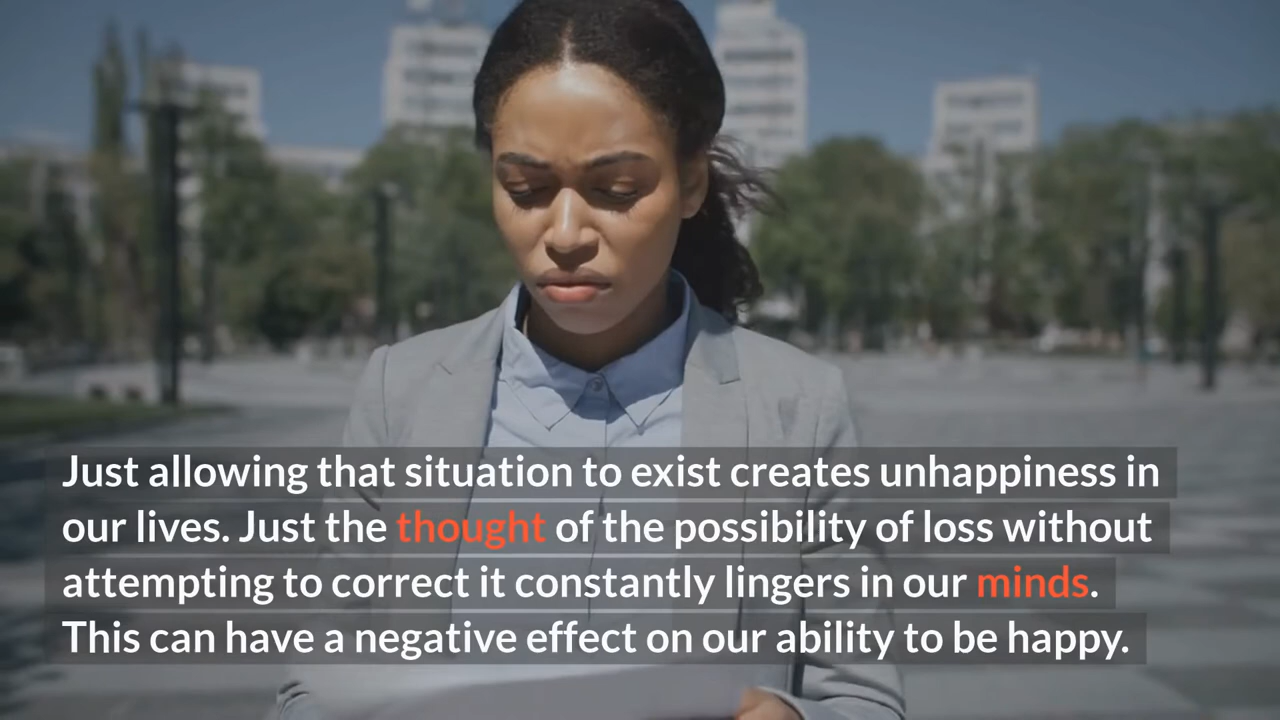 Just allowing that situation to exist creates unhappiness in
our lives. Just the thought of the possibility of loss without
attempting to correct it constantly lingers in our minds.
This can have a negative effect on our ability to be happy.